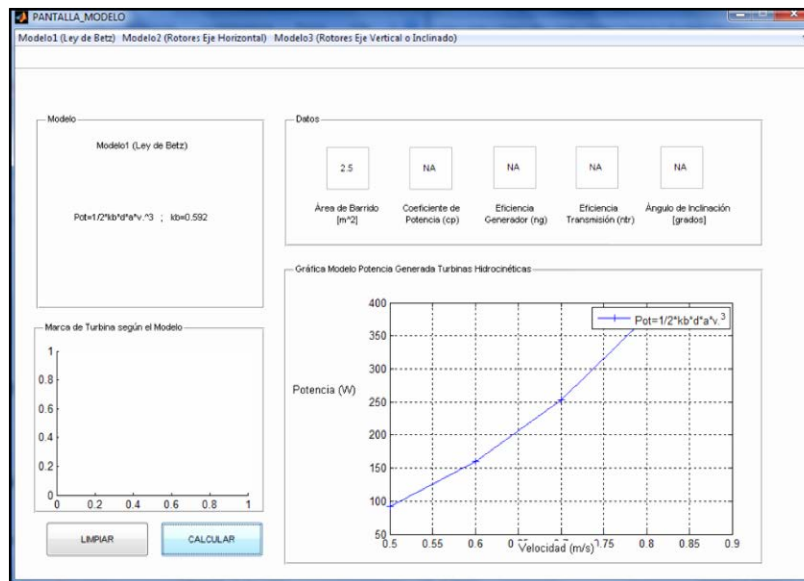 PANTALLA_MODELO
Modelo1 (Ley de Betz) Modelo2 (Rotores Eje Horizontal) Modelo3 (Rotores Eje Vertical o Inclinado)
Modelo
Modelo1 (Ley de Betz)
Pot=1/2*kb*d*a*v.^3 ; kb=0.592
Datos
2.5
NA
NA
NA
NA
Área de Barrido
[m^2]
Coeficiente de
Potencia (cp)
Eficiencia
Generador (ng)
Eficiencia
Transmisión (ntr)
Ángulo de Inclinación
[grados]
Marca de Turbina según el Modelo
1
0.8
0.6
0.4
0.2
0
0 0.2 0.4 0.6 0.8 1
LIMPIAR
CALCULAR
Gráfica Modelo Potencia Generada Turbinas Hidrocinéticas
Pot=1/2*kb*d*a*v.^3
Potencia (W)
400
350
300
250
200
150
100
50
0.5 0.55 0.6 0.75 0.8 0.85 0.9
Velocidad (m/s)